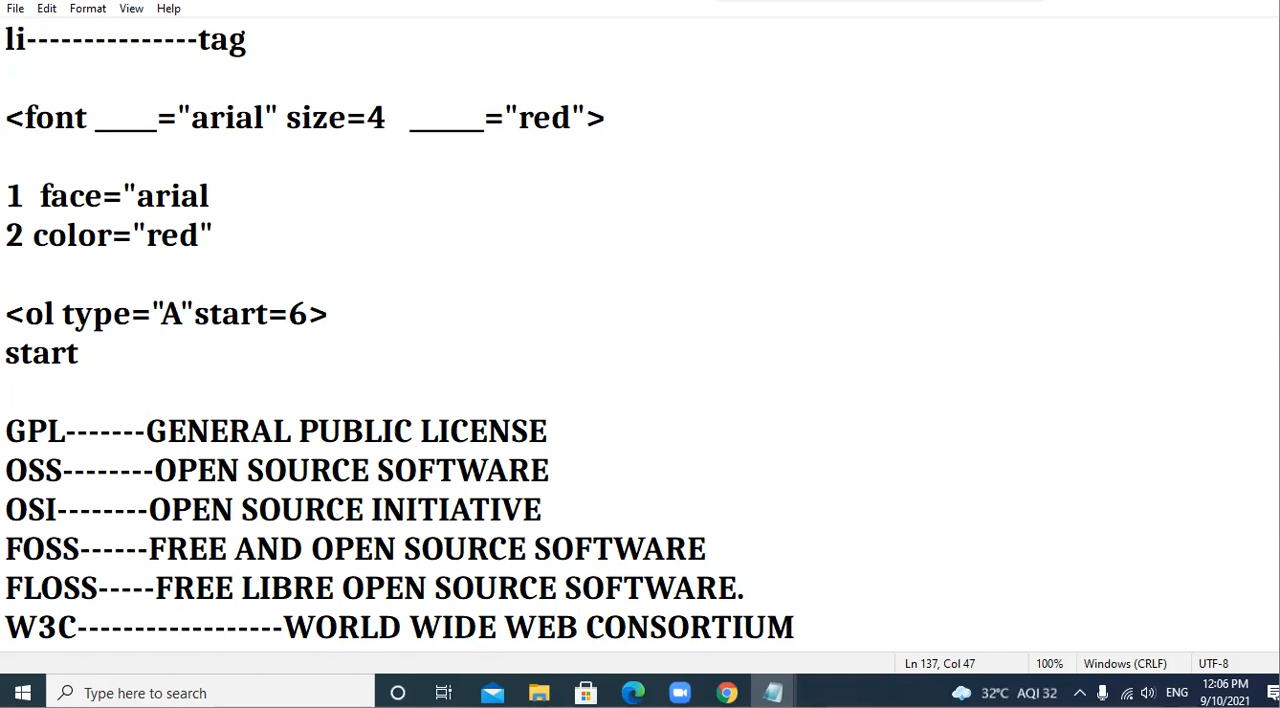 File Edit Format View Help
li---------------tag
<font ____="arial" size=4 _____="red">
1 face="arial
2 color="red"
<ol type="A"start=6>
start
GPL-------GENERAL PUBLIC LICENSE
OSS--------OPEN SOURCE SOFTWARE
OSI--------OPEN SOURCE INITIATIVE
FOSS------FREE AND OPEN SOURCE SOFTWARE
FLOSS-----FREE LIBRE OPEN SOURCE SOFTWARE.
W3C------------------WORLD WIDE WEB CONSORTIUM
Ln 137, Col 47 100% Windows (CRLF) UTF-8
Type here to search 32°C AQI 32 ENG 12:06 PM
9/10/2021